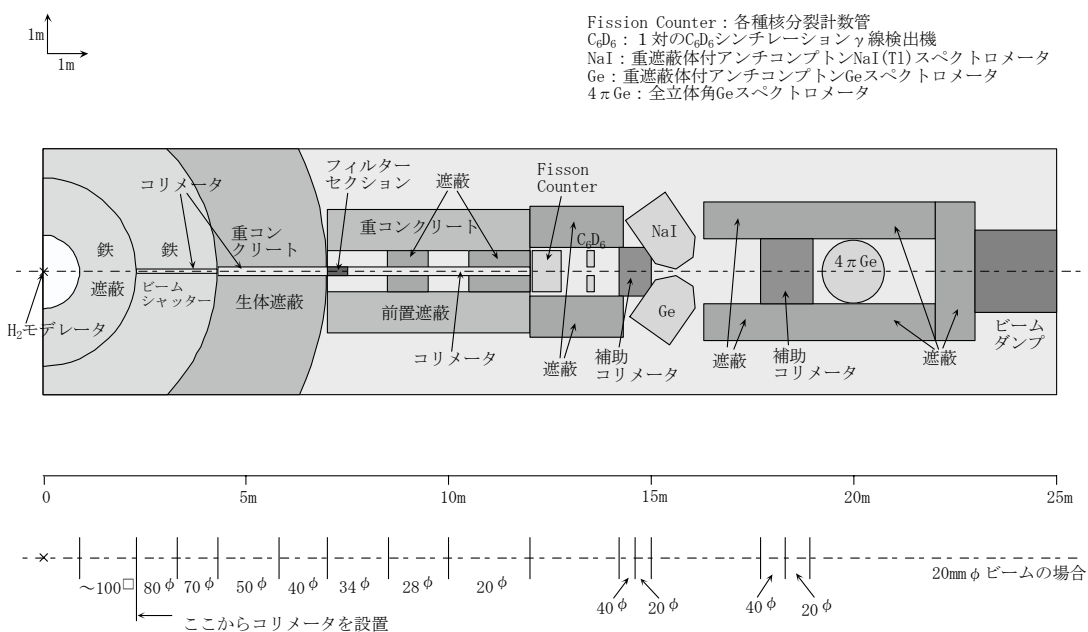 1m
1m
Fission Counter：各種核分裂計数管
C₆D₆：１対のC₆D₆シンチレーションγ線検出機
NaI：重遮蔽体付アンチコンプトンNaI(Tl)スペクトロメータ
Ge：重遮蔽体付アンチコンプトンGeスペクトロメータ
4πGe：全立体角Geスペクトロメータ
コリメータ
フィルター
セクション
遮蔽
Fisson
Counter
鉄
遮蔽
鉄
ビーム
シャッター
重コン
クリート
生体遮蔽
重コンクリート
前置遮蔽
C₆D₆
NaI
Ge
遮蔽
4πGe
H₂モデレータ
コリメータ
遮蔽
補助
コリメータ
遮蔽
補助
コリメータ
遮蔽
ビーム
ダンプ
0
5m
10m
15m
20m
25m
～100□
80φ
70φ
50φ
40φ
34φ
28φ
20φ
40φ
20φ
40φ
20φ
20mmφビームの場合
ここからコリメータを設置